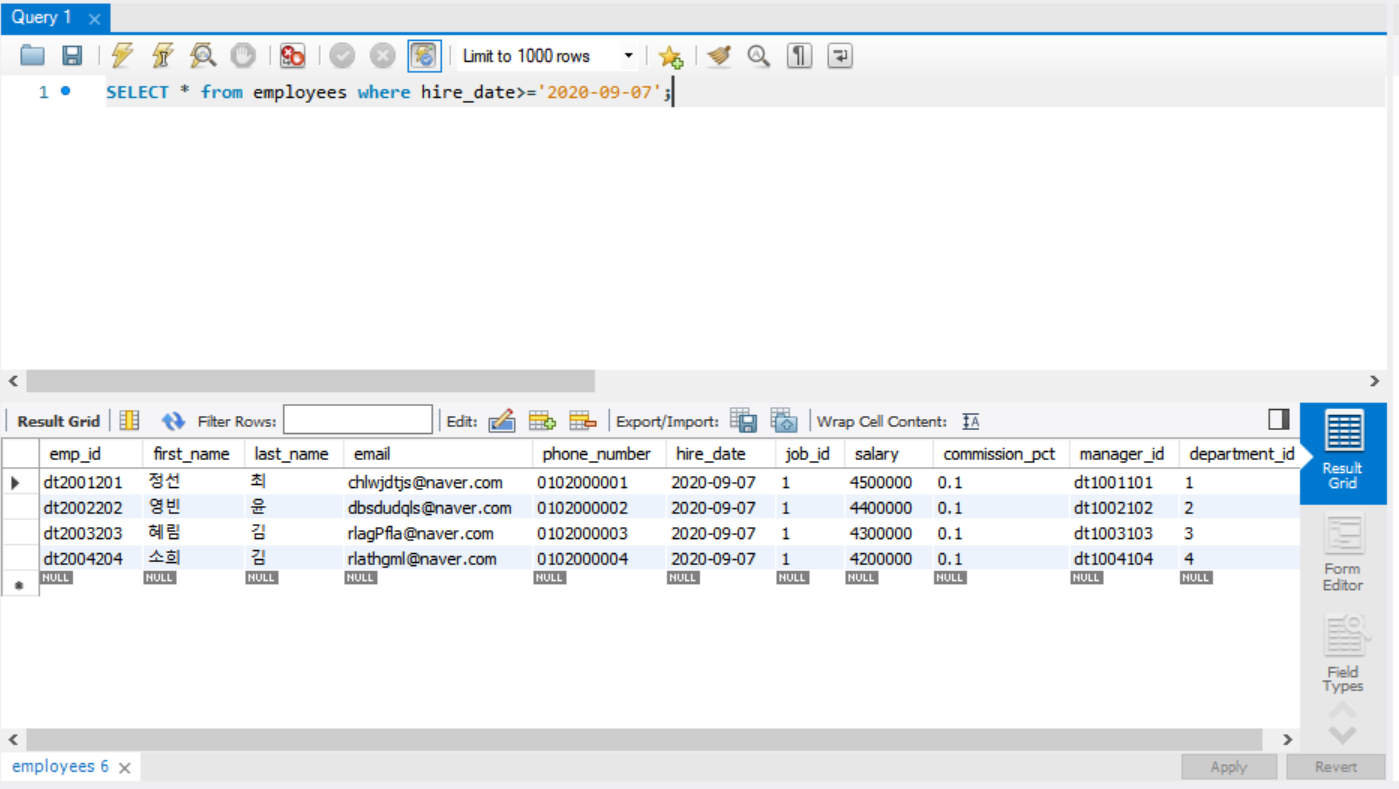 Query 1
Limit to 1000 rows
1 SELECT * from employees where hire_date>='2020-09-07';
Result Grid Filter Rows: Edit: Export/Import: Wrap Cell Content:
emp_id first_name last_name email phone_number hire_date job_id salary commission_pct manager_id department_id
dt2001201 정선 최 chlwjdtjs@naver.com 0102000001 2020-09-07 1 4500000 0.1 dt1001101 1
dt2002202 영빈 윤 dbsdudqls@naver.com 0102000002 2020-09-07 1 4400000 0.1 dt1002102 2
dt2003203 혜림 김 rlagPfla@naver.com 0102000003 2020-09-07 1 4300000 0.1 dt1003103 3
dt2004204 소희 김 rlathgml@naver.com 0102000004 2020-09-07 1 4200000 0.1 dt1004104 4
NULL NULL NULL NULL NULL NULL NULL NULL NULL NULL NULL
Result
Grid
Form
Editor
Field
Types
employees 6
Apply Revert